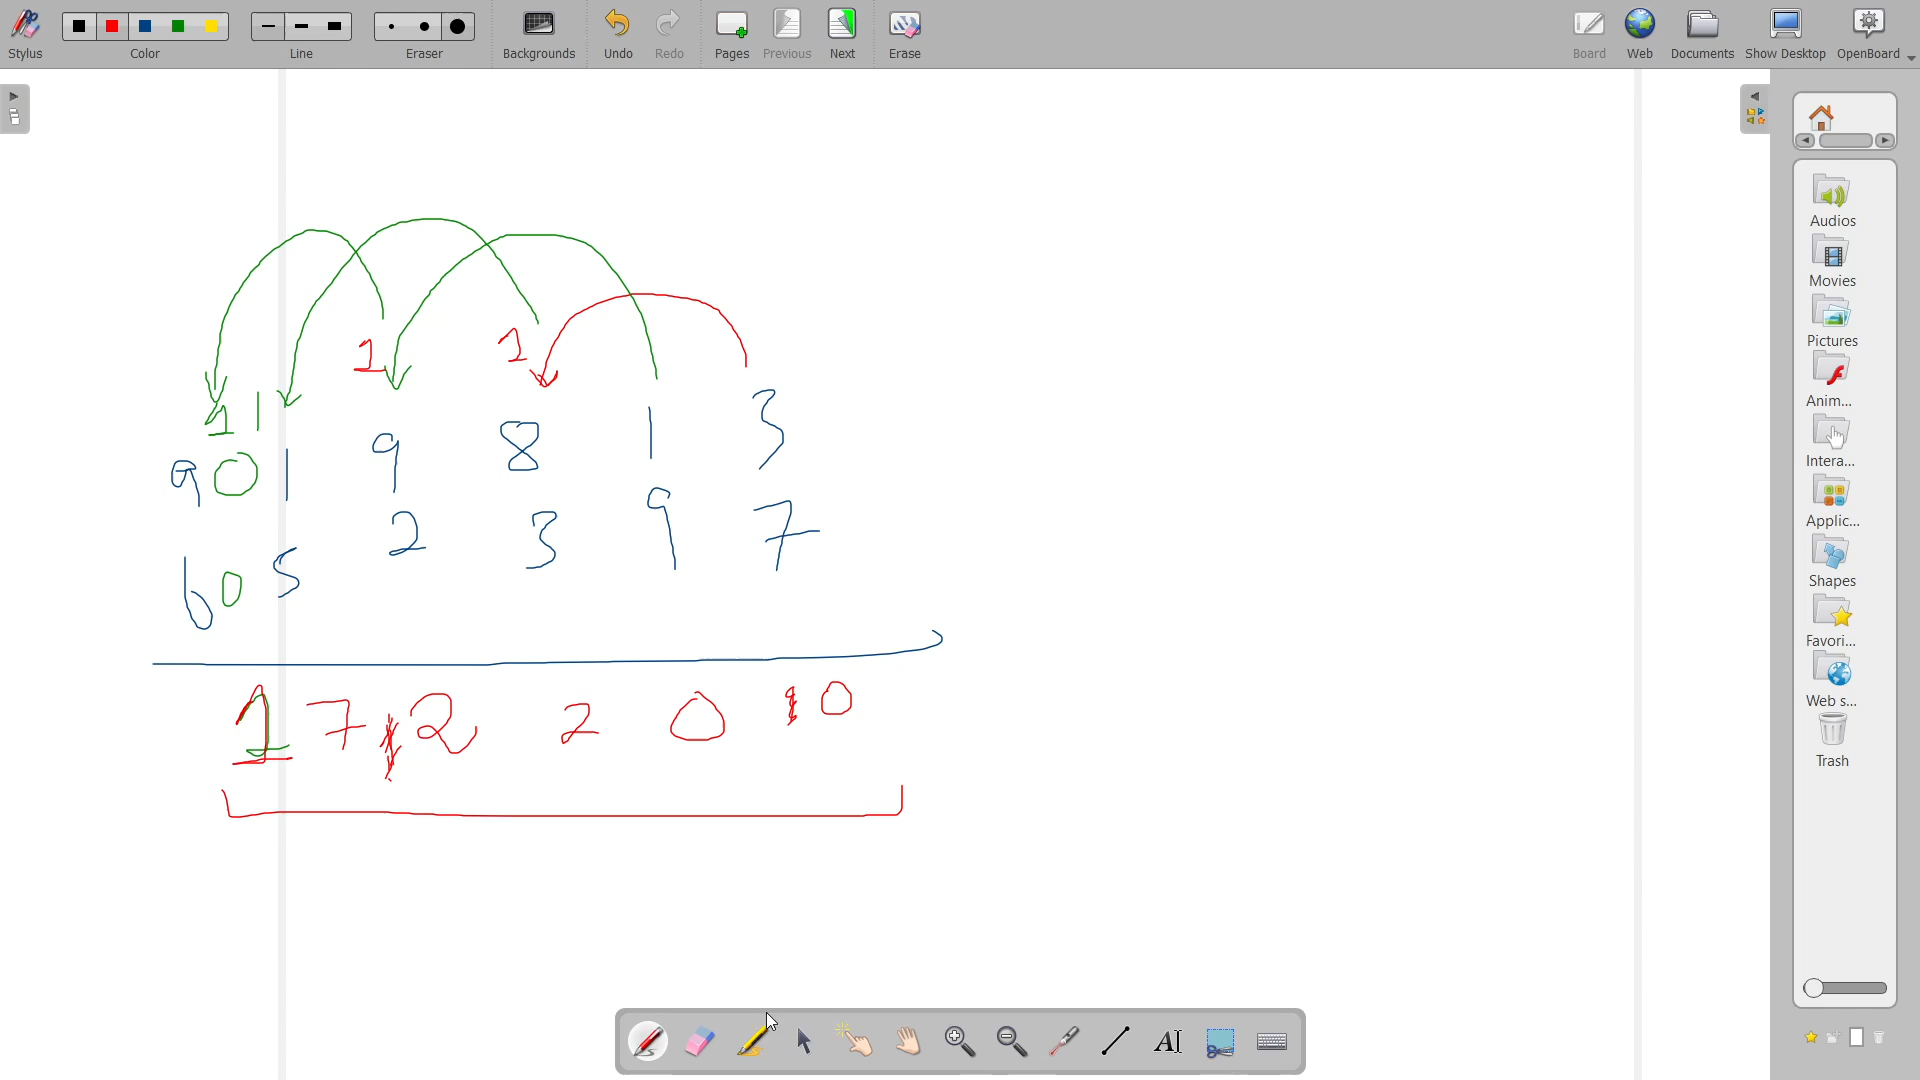 Stylus Color Line Eraser Backgrounds Undo Redo Pages Previous Next Erase Board Web Documents Show Desktop OpenBoard
1 1
1 1
a 0 1 9 8 1 3
b 0 5 2 3 9 7
1 7 2 2 0 0
Audios
Movies
Pictures
Anim...
Intera...
Applic...
Shapes
Favori...
Web s...
Trash
AI